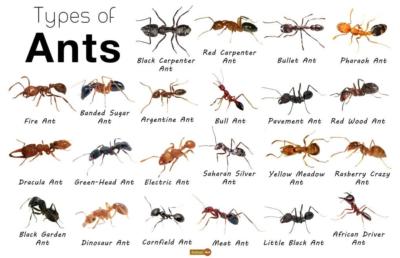 Types of
Ants
Black Carpenter
Ant
Red Carpenter
Ant
Bullet Ant
Pharaoh Ant
Fire Ant
Banded Sugar
Ant
Argentine Ant
Bull Ant
Pavement Ant
Red Wood Ant
Dracula Ant
Green-Head Ant
Electric Ant
Saharan Silver
Ant
Yellow Meadow
Ant
Rasberry Crazy
Ant
Black Garden
Ant
Dinosaur Ant
Cornfield Ant
Meat Ant
Little Black Ant
African Driver
Ant